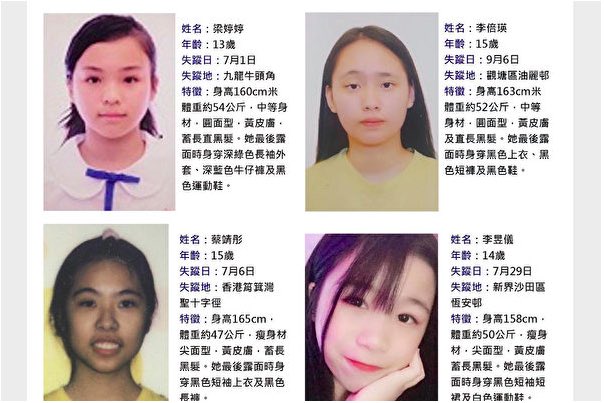 姓名：梁婷婷
年齡：13歲
失蹤日：7月1日
失蹤地：九龍牛頭角
特徵：身高160cm米
體重約54公斤，中等身
材，圓面型，黃皮膚，
蓄長直黑髮。她最後露
面時身穿深綠色長袖外
套、深藍色牛仔褲及黑
色運動鞋。
姓名：李倍瑛
年齡：15歲
失蹤日：9月6日
失蹤地：觀塘區油麗邨
特徵：身高163cm米
體重約52公斤，中等
身材，圓面型，黃皮膚
及直長黑髮。她最後露
面時身穿黑色上衣、黑
色短褲及黑色鞋。
姓名：蔡靖彤
年齡：15歲
失蹤日：7月6日
失蹤地：香港筲箕灣
聖十字徑
特徵：身高165cm，
體重約47公斤，瘦身材
尖面型，黃皮膚，蓄長
黑髮。她最後露面時身
穿黑色短袖上衣及黑色
長褲。
姓名：李昱儀
年齡：14歲
失蹤日：7月29日
失蹤地：新界沙田區
恆安邨
特徵：身高158cm，
體重約50公斤，瘦身
材，尖面型，黃皮膚
蓄長黑髮。她最後露面
時身穿黑色短袖短
裙及白色運動鞋。